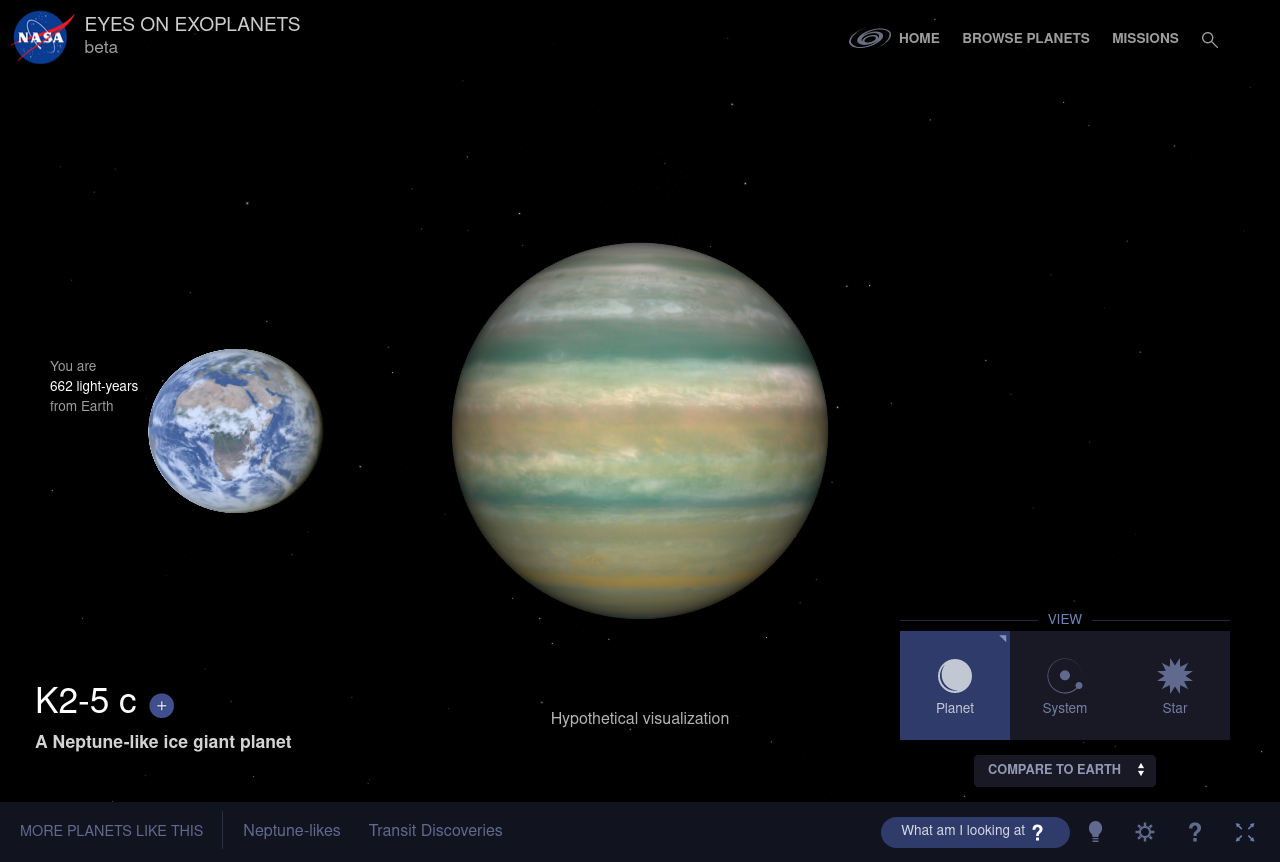 NASA
EYES ON EXOPLANETS
beta
HOME
BROWSE PLANETS
MISSIONS
You are
662 light-years
from Earth
VIEW
Planet
System
Star
K2-5 c +
A Neptune-like ice giant planet
Hypothetical visualization
COMPARE TO EARTH
MORE PLANETS LIKE THIS
Neptune-likes
Transit Discoveries
What am I looking at ?
?